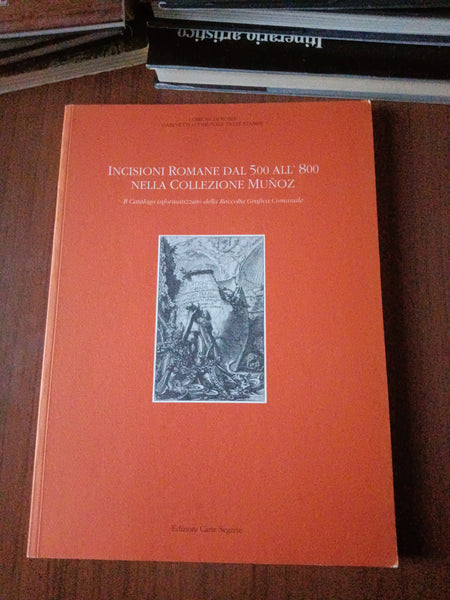 Itinerario artistico
COMUNE DI ROMA
GABINETTO COMUNALE DELLE STAMPE
INCISIONI ROMANE DAL 500 ALL' 800
NELLA COLLEZIONE MUÑOZ
Il Catalogo informatizzato della Raccolta Grafica Comunale
Edizioni Carte Segrete